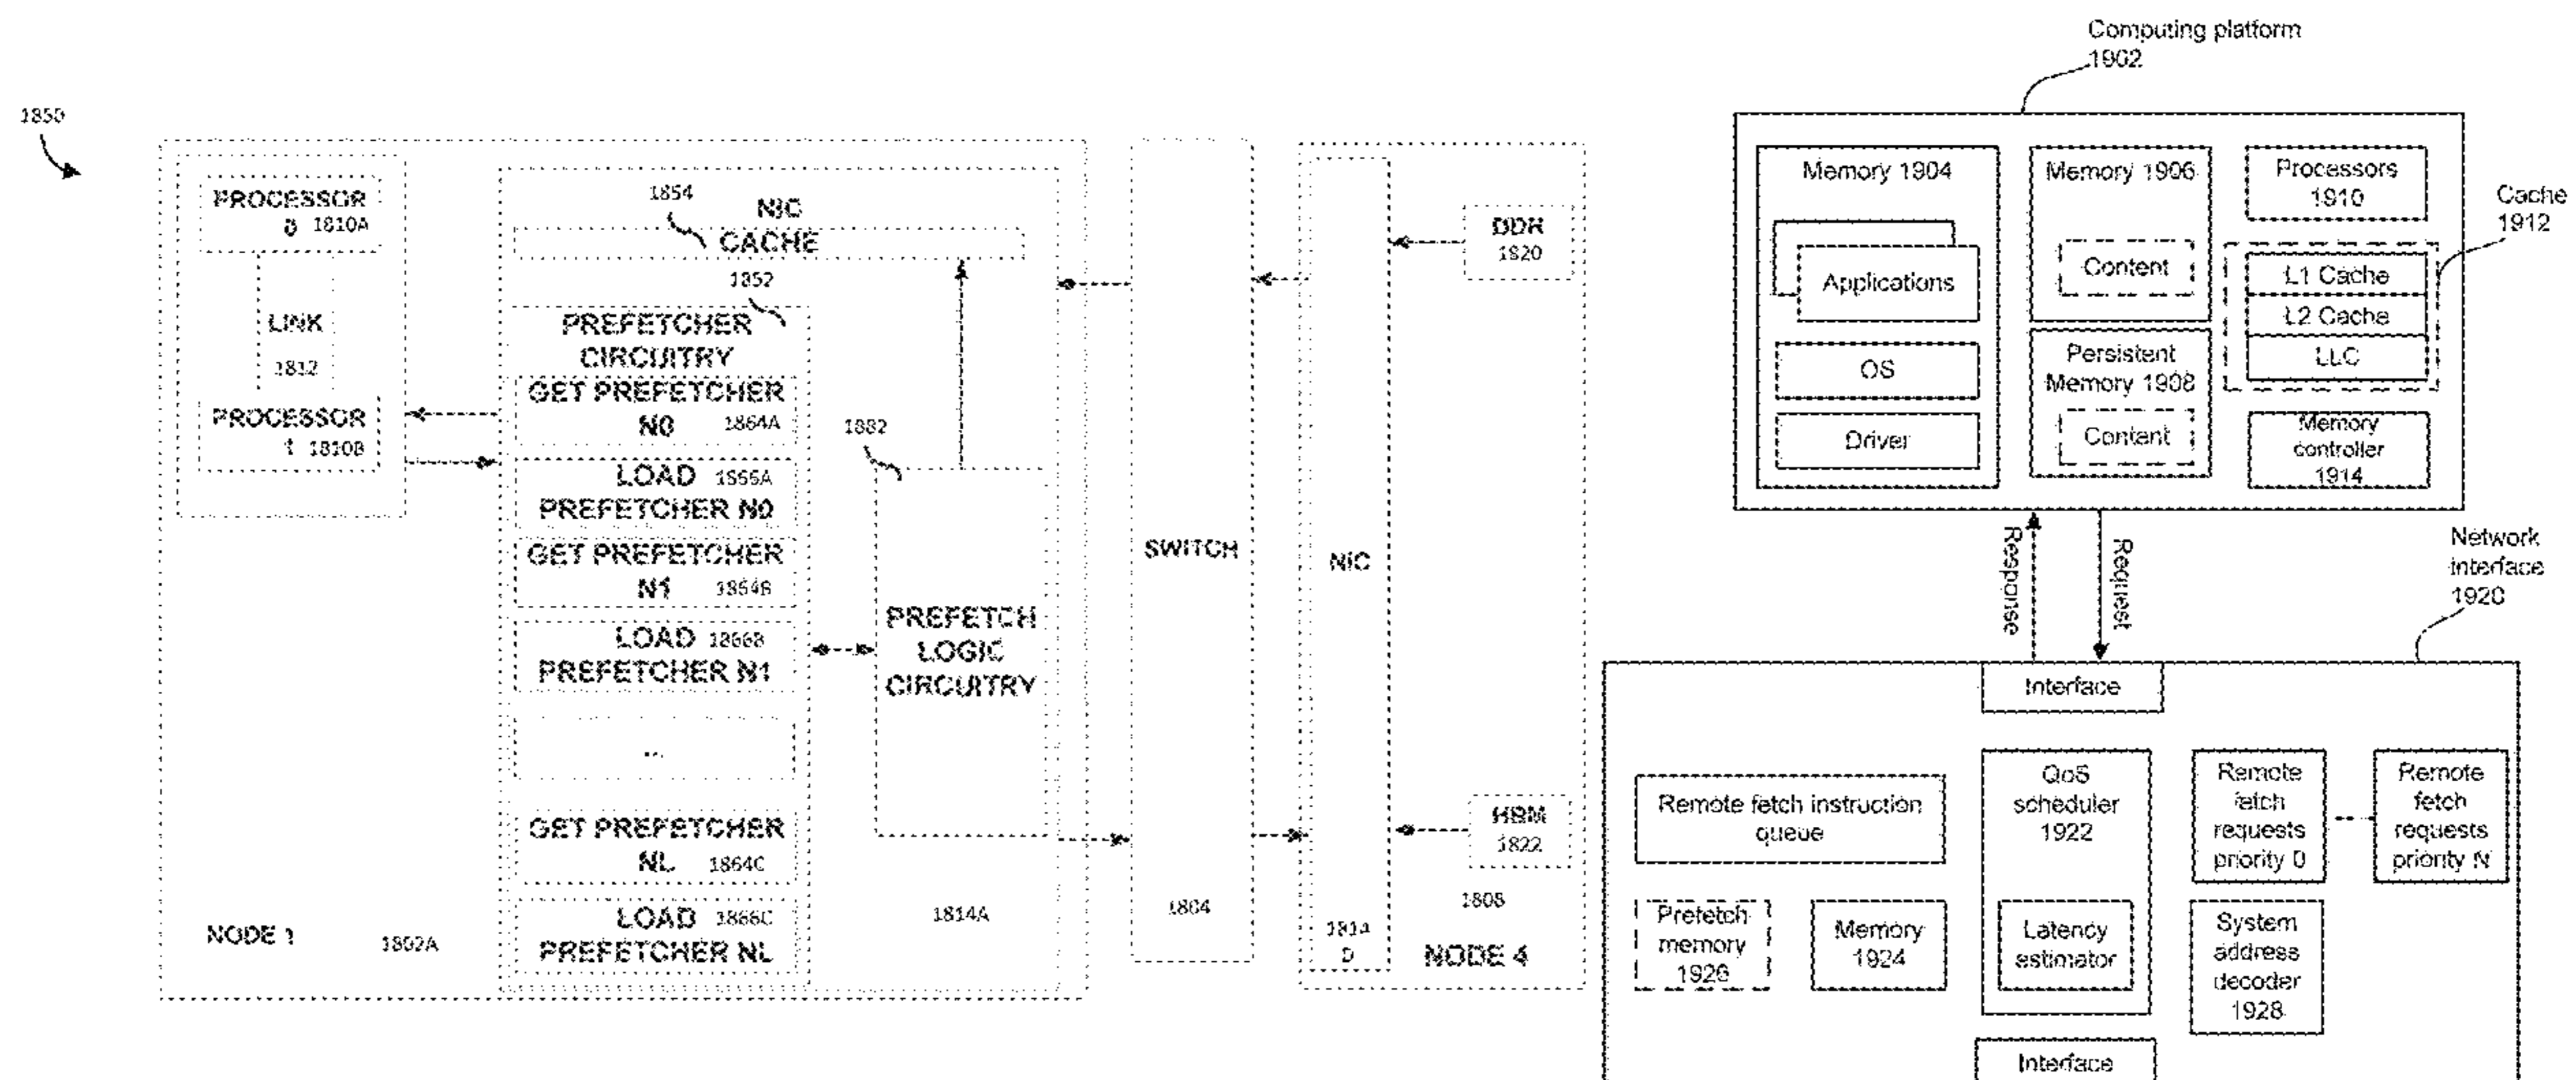 1850
PROCESSOR
0 1810A
LINK
1812
PROCESSOR
1 1810B
NODE 1
1802A
1854
NIC
CACHE
1852
PREFETCHER
CIRCUITRY
GET PREFETCHER
N0 1864A
LOAD 1866A
PREFETCHER N0
GET PREFETCHER
N1 1864B
LOAD 1866B
PREFETCHER N1
...
GET PREFETCHER
NL 1864C
LOAD 1866C
PREFETCHER NL
1882
PREFETCH
LOGIC
CIRCUITRY
1814A
SWITCH
1804
NIC
1814
D
DDR
1820
HBM
1822
1808
NODE 4
Computing platform
1902
Memory 1904
Applications
OS
Driver
Memory 1906
Content
Persistent
Memory 1908
Content
Processors
1910
Cache
1912
L1 Cache
L2 Cache
LLC
Memory
controller
1914
Response
Request
Network
interface
1920
Interface
Remote fetch instruction
queue
QoS
scheduler
1922
Latency
estimator
Remote
fetch
requests
priority 0
Remote
fetch
requests
priority N
Prefetch
memory
1926
Memory
1924
System
address
decoder
1928
Interface